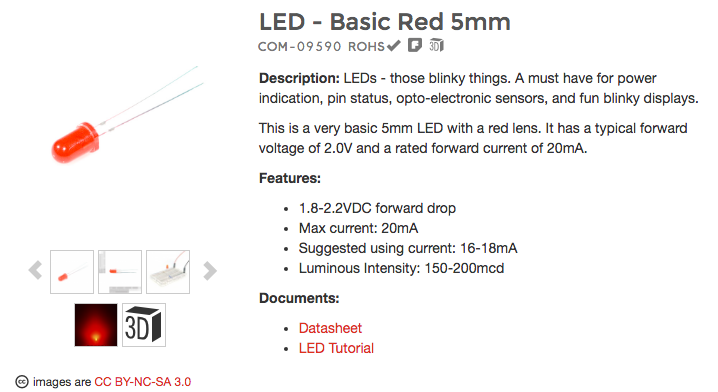 LED - Basic Red 5mm
COM-09590 ROHS✔ 3D
Description: LEDs - those blinky things. A must have for power
indication, pin status, opto-electronic sensors, and fun blinky displays.
This is a very basic 5mm LED with a red lens. It has a typical forward
voltage of 2.0V and a rated forward current of 20mA.
Features:
• 1.8-2.2VDC forward drop
• Max current: 20mA
• Suggested using current: 16-18mA
• Luminous Intensity: 150-200mcd
Documents:
• Datasheet
• LED Tutorial
3D
cc images are CC BY-NC-SA 3.0